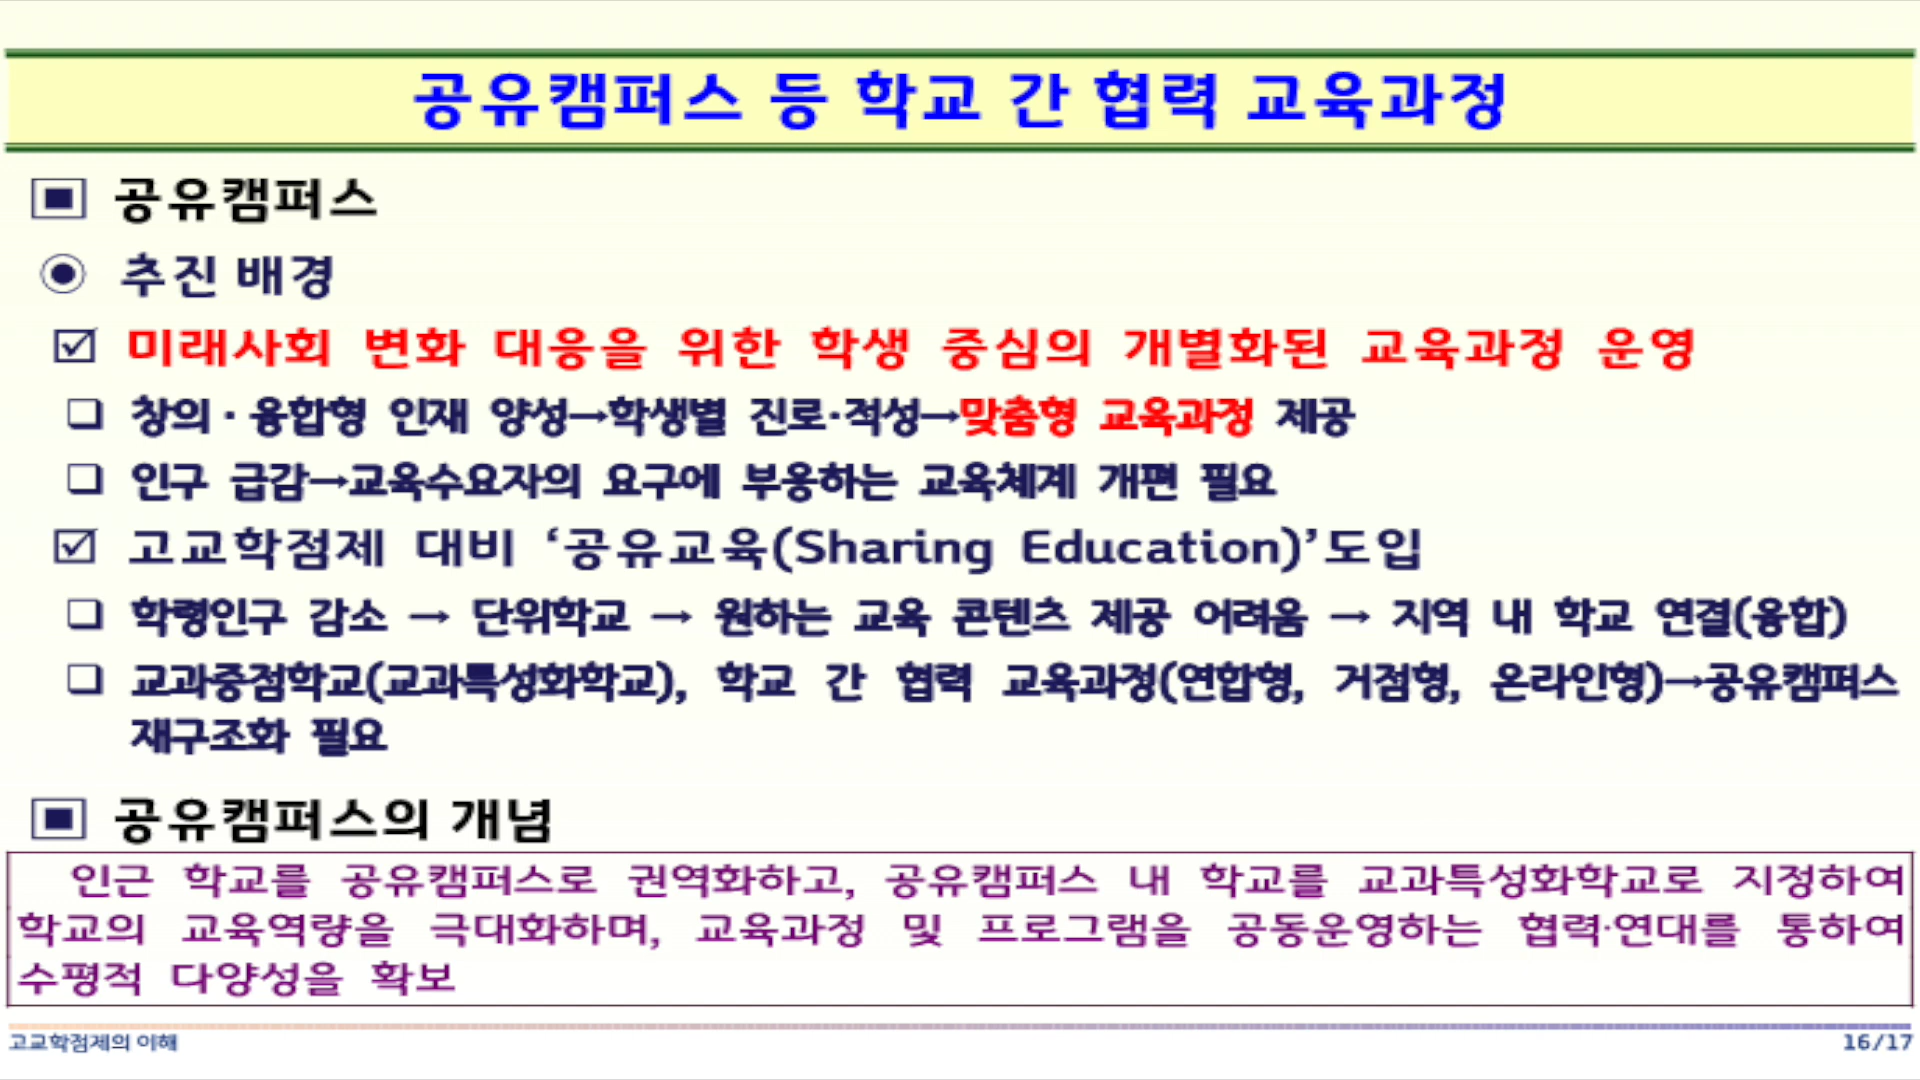 공유캠퍼스 등 학교 간 협력 교육과정
▣ 공유캠퍼스
◉ 추진 배경
☑ 미래사회 변화 대응을 위한 학생 중심의 개별화된 교육과정 운영
❏ 창의·융합형 인재 양성→학생별 진로·적성→맞춤형 교육과정 제공
❏ 인구 급감→교육수요자의 요구에 부응하는 교육체계 개편 필요
☑ 고교학점제 대비 ‘공유교육(Sharing Education)’도입
❏ 학령인구 감소 → 단위학교 → 원하는 교육 콘텐츠 제공 어려움 → 지역 내 학교 연결(융합)
❏ 교과중점학교(교과특성화학교), 학교 간 협력 교육과정(연합형, 거점형, 온라인형)→공유캠퍼스
재구조화 필요
▣ 공유캠퍼스의 개념
인근 학교를 공유캠퍼스로 권역화하고, 공유캠퍼스 내 학교를 교과특성화학교로 지정하여
학교의 교육역량을 극대화하며, 교육과정 및 프로그램을 공동운영하는 협력·연대를 통하여
수평적 다양성을 확보
고교학점제의 이해
16/17